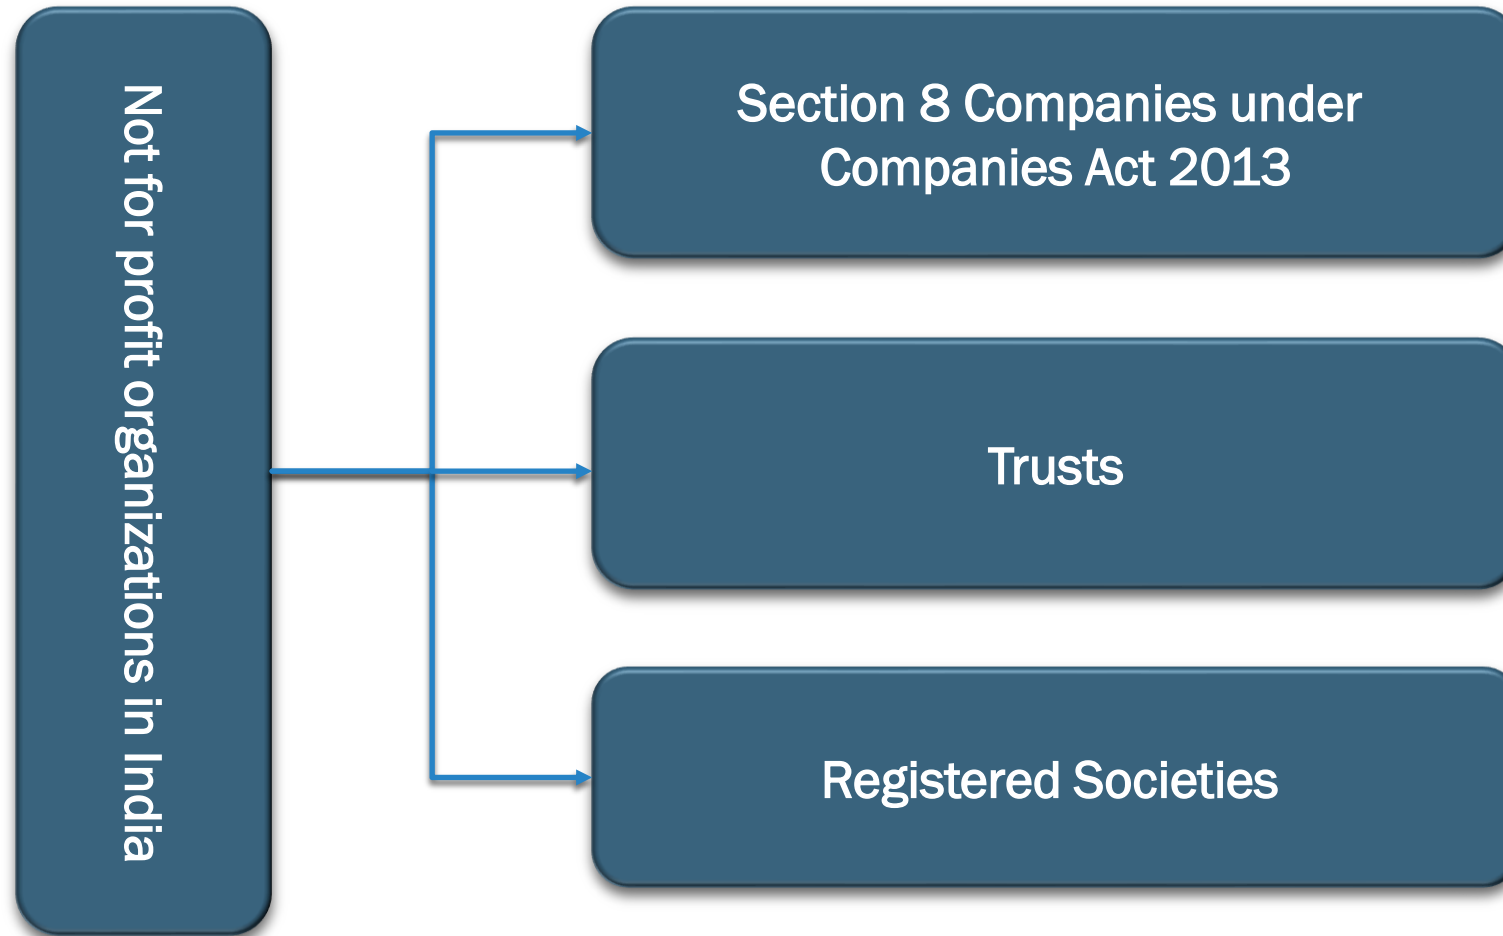 Not for profit organizations in India
Section 8 Companies under
Companies Act 2013
Trusts
Registered Societies